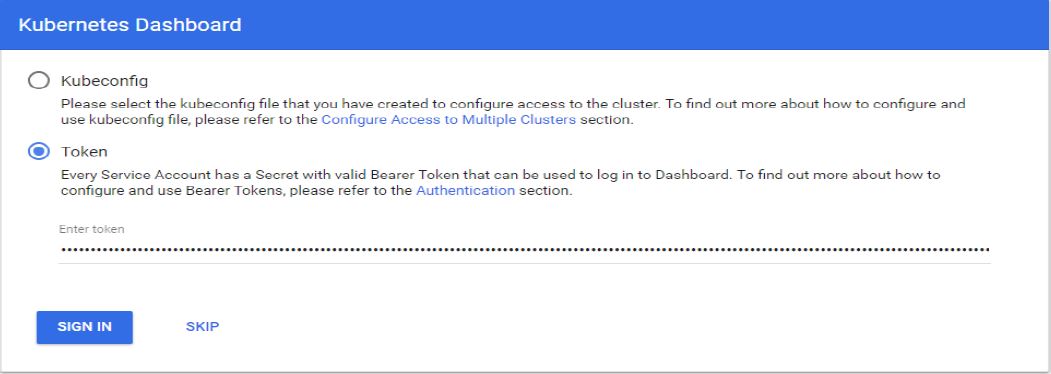 Kubernetes Dashboard
Kubeconfig
Please select the kubeconfig file that you have created to configure access to the cluster. To find out more about how to configure and
use kubeconfig file, please refer to the Configure Access to Multiple Clusters section.
Token
Every Service Account has a Secret with valid Bearer Token that can be used to log in to Dashboard. To find out more about how to
configure and use Bearer Tokens, please refer to the Authentication section.
Enter token
SIGN IN
SKIP